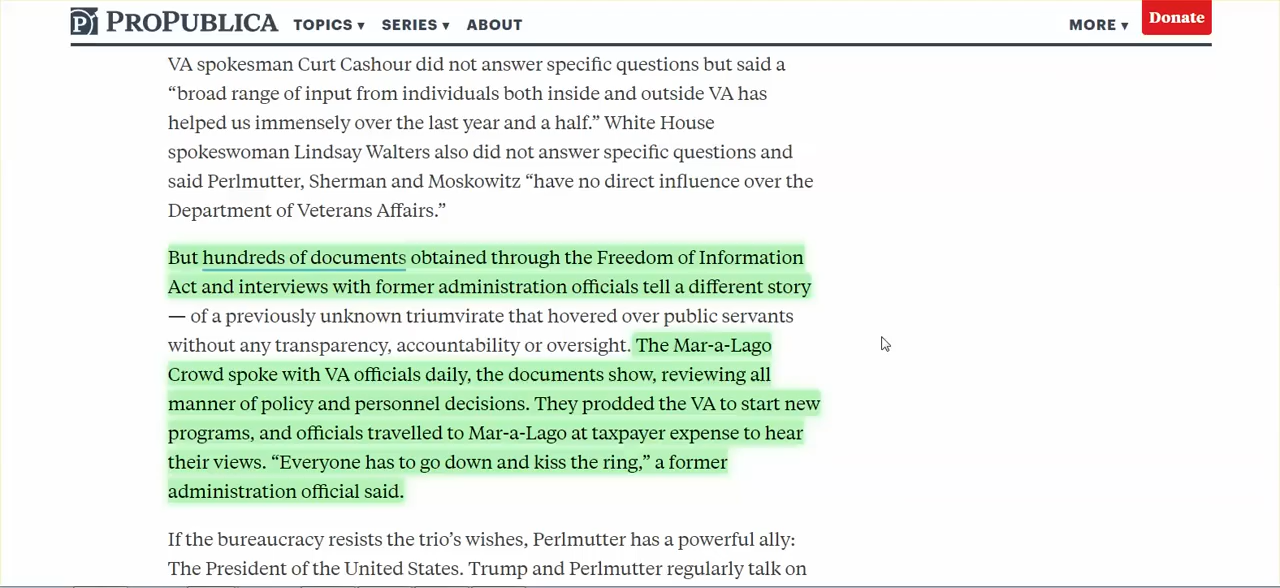 PROPUBLICA TOPICS ▾ SERIES ▾ ABOUT MORE ▾ Donate
VA spokesman Curt Cashour did not answer specific questions but said a
“broad range of input from individuals both inside and outside VA has
helped us immensely over the last year and a half.” White House
spokeswoman Lindsay Walters also did not answer specific questions and
said Perlmutter, Sherman and Moskowitz “have no direct influence over the
Department of Veterans Affairs.”
But hundreds of documents obtained through the Freedom of Information
Act and interviews with former administration officials tell a different story
— of a previously unknown triumvirate that hovered over public servants
without any transparency, accountability or oversight. The Mar-a-Lago
Crowd spoke with VA officials daily, the documents show, reviewing all
manner of policy and personnel decisions. They prodded the VA to start new
programs, and officials travelled to Mar-a-Lago at taxpayer expense to hear
their views. “Everyone has to go down and kiss the ring,” a former
administration official said.
If the bureaucracy resists the trio’s wishes, Perlmutter has a powerful ally:
The President of the United States. Trump and Perlmutter regularly talk on